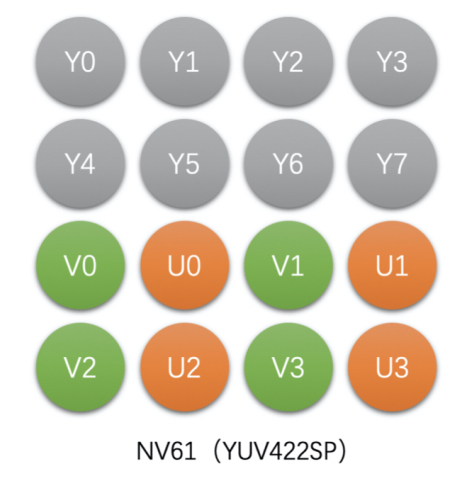 Y0 Y1 Y2 Y3
Y4 Y5 Y6 Y7
V0 U0 V1 U1
V2 U2 V3 U3
NV61（YUV422SP）